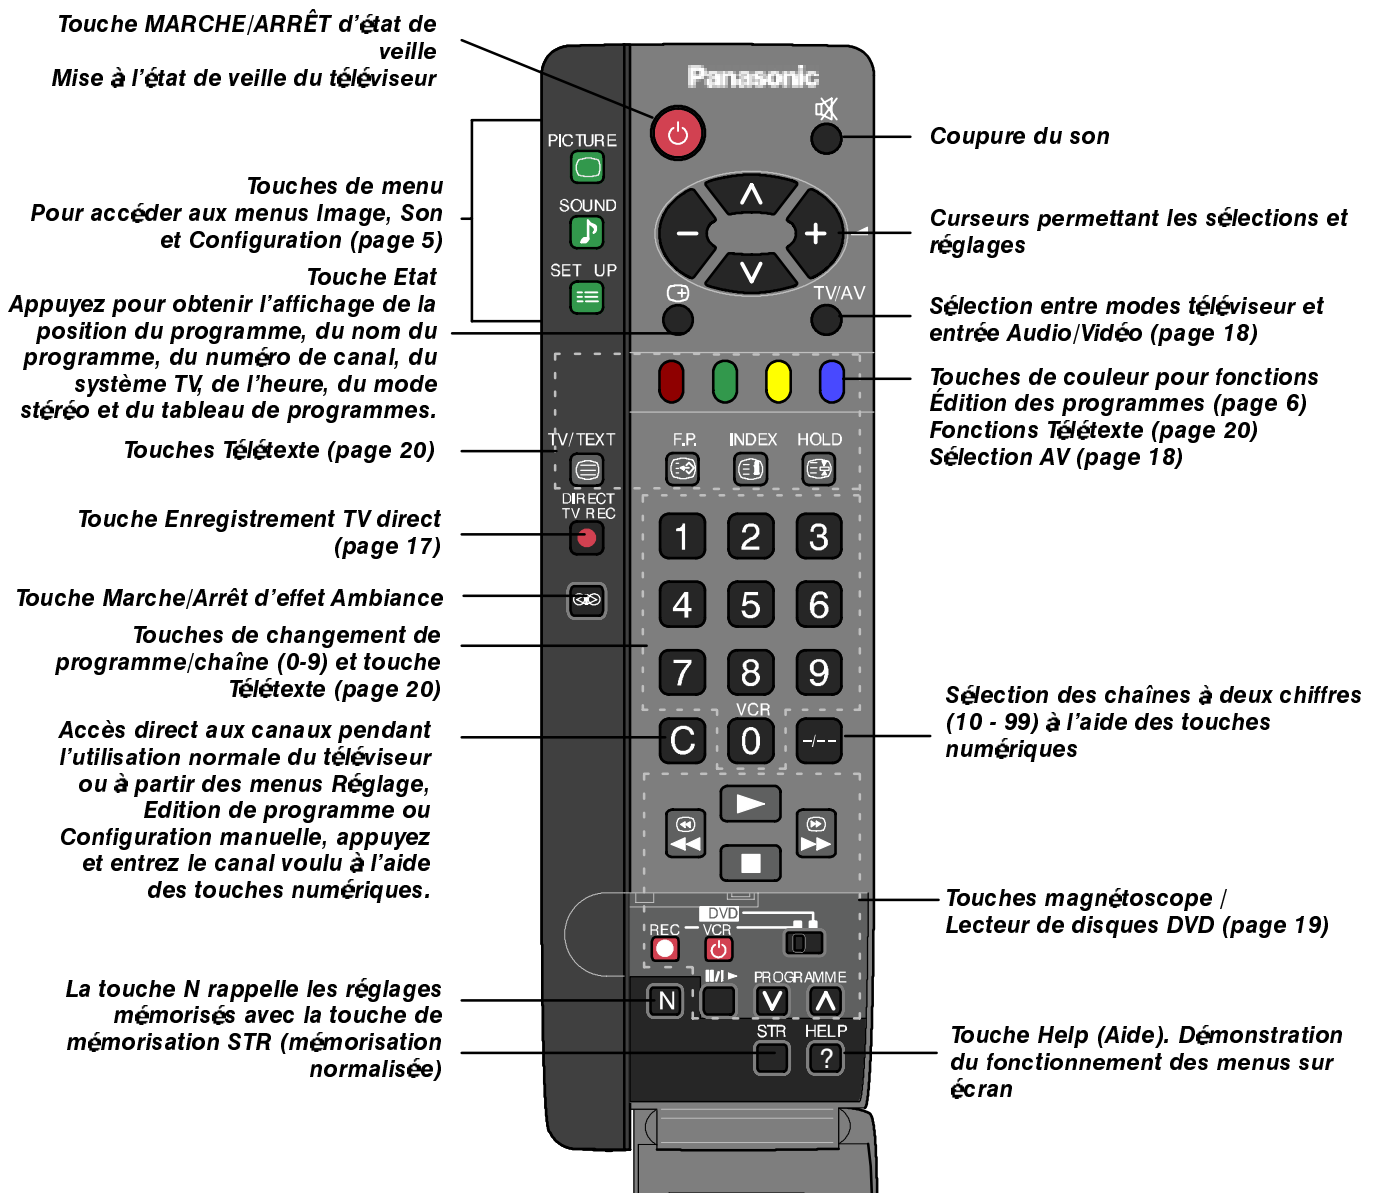 Touche MARCHE/ARRÊT d'état de
veille
Mise à l'état de veille du téléviseur
Touches de menu
Pour accéder aux menus Image, Son
et Configuration (page 5)
Touche Etat
Appuyez pour obtenir l'affichage de la
position du programme, du nom du
programme, du numéro de canal, du
système TV, de l'heure, du mode
stéréo et du tableau de programmes.
Touches Télétexte (page 20)
Touche Enregistrement TV direct
(page 17)
Touche Marche/Arrêt d'effet Ambiance
Touches de changement de
programme/chaîne (0-9) et touche
Télétexte (page 20)
Accès direct aux canaux pendant
l'utilisation normale du téléviseur
ou à partir des menus Réglage,
Edition de programme ou
Configuration manuelle, appuyez
et entrez le canal voulu à l'aide
des touches numériques.
La touche N rappelle les réglages
mémorisés avec la touche de
mémorisation STR (mémorisation
normalisée)
Panasonic
PICTURE
SOUND
SET UP
TV/AV
TV/TEXT
F.P.
INDEX
HOLD
DIRECT
TV REC
1 2 3
4 5 6
7 8 9
VCR
C 0 -/--
DVD
REC
VCR
PROGRAMME
N
STR
HELP
?
Coupure du son
Curseurs permettant les sélections et
réglages
Sélection entre modes téléviseur et
entrée Audio/Vidéo (page 18)
Touches de couleur pour fonctions
Édition des programmes (page 6)
Fonctions Télétexte (page 20)
Sélection AV (page 18)
Sélection des chaînes à deux chiffres
(10 - 99) à l'aide des touches
numériques
Touches magnétoscope /
Lecteur de disques DVD (page 19)
Touche Help (Aide). Démonstration
du fonctionnement des menus sur
écran